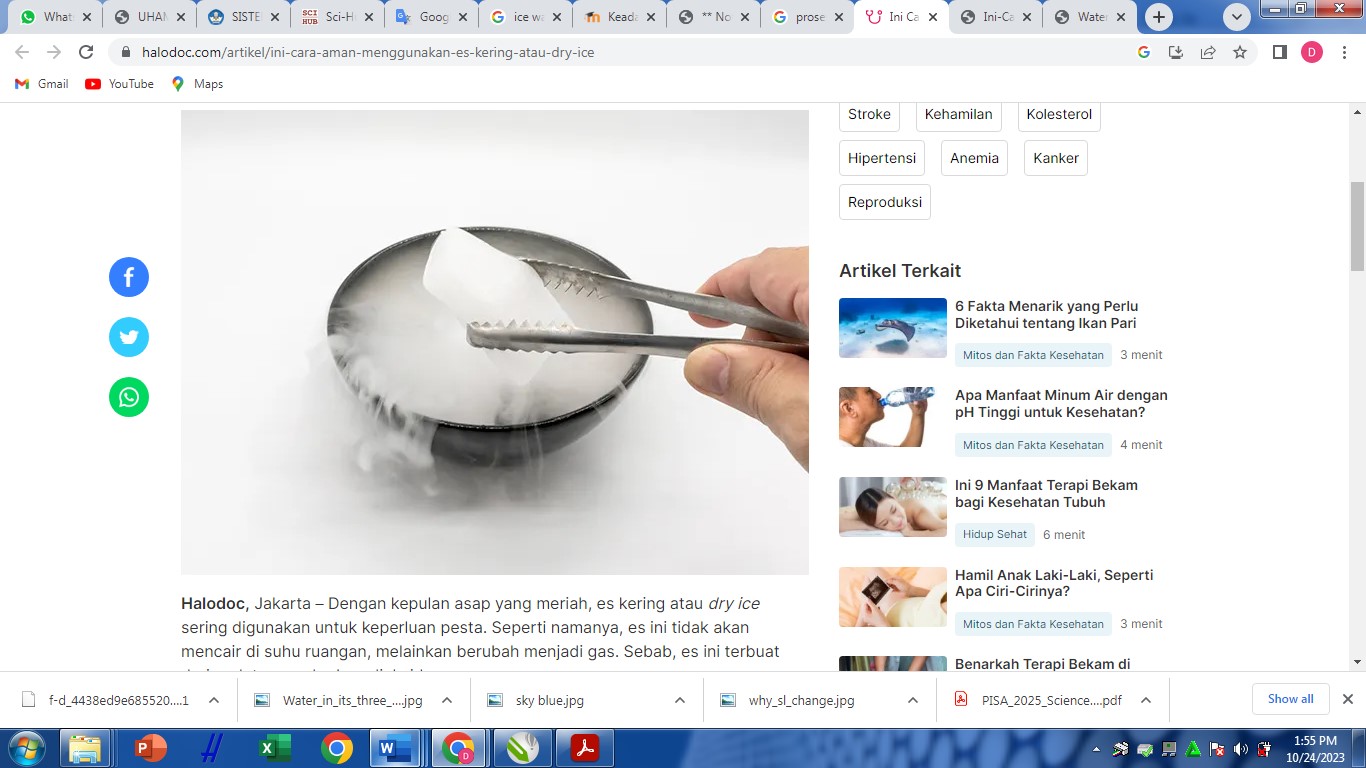 What
UHAN
SISTE
SCI HUB
Sci-H
Goog
ice wa
Keada
** No
prose
Ini Ca
Ini-Ca
Water
halodoc.com/artikel/ini-cara-aman-menggunakan-es-kering-atau-dry-ice
D
Gmail
YouTube
Maps
Stroke
Kehamilan
Kolesterol
Hipertensi
Anemia
Kanker
Reproduksi
Artikel Terkait
6 Fakta Menarik yang Perlu
Diketahui tentang Ikan Pari
Mitos dan Fakta Kesehatan 3 menit
Apa Manfaat Minum Air dengan
pH Tinggi untuk Kesehatan?
Mitos dan Fakta Kesehatan 4 menit
Ini 9 Manfaat Terapi Bekam
bagi Kesehatan Tubuh
Hidup Sehat 6 menit
Hamil Anak Laki-Laki, Seperti
Apa Ciri-Cirinya?
Mitos dan Fakta Kesehatan 3 menit
Benarkah Terapi Bekam di
Halodoc, Jakarta – Dengan kepulan asap yang meriah, es kering atau dry ice
sering digunakan untuk keperluan pesta. Seperti namanya, es ini tidak akan
mencair di suhu ruangan, melainkan berubah menjadi gas. Sebab, es ini terbuat
f-d_4438ed9e685520....1
Water_in_its_three_....jpg
sky blue.jpg
why_sl_change.jpg
PISA_2025_Science....pdf
Show all
1:55 PM
10/24/2023